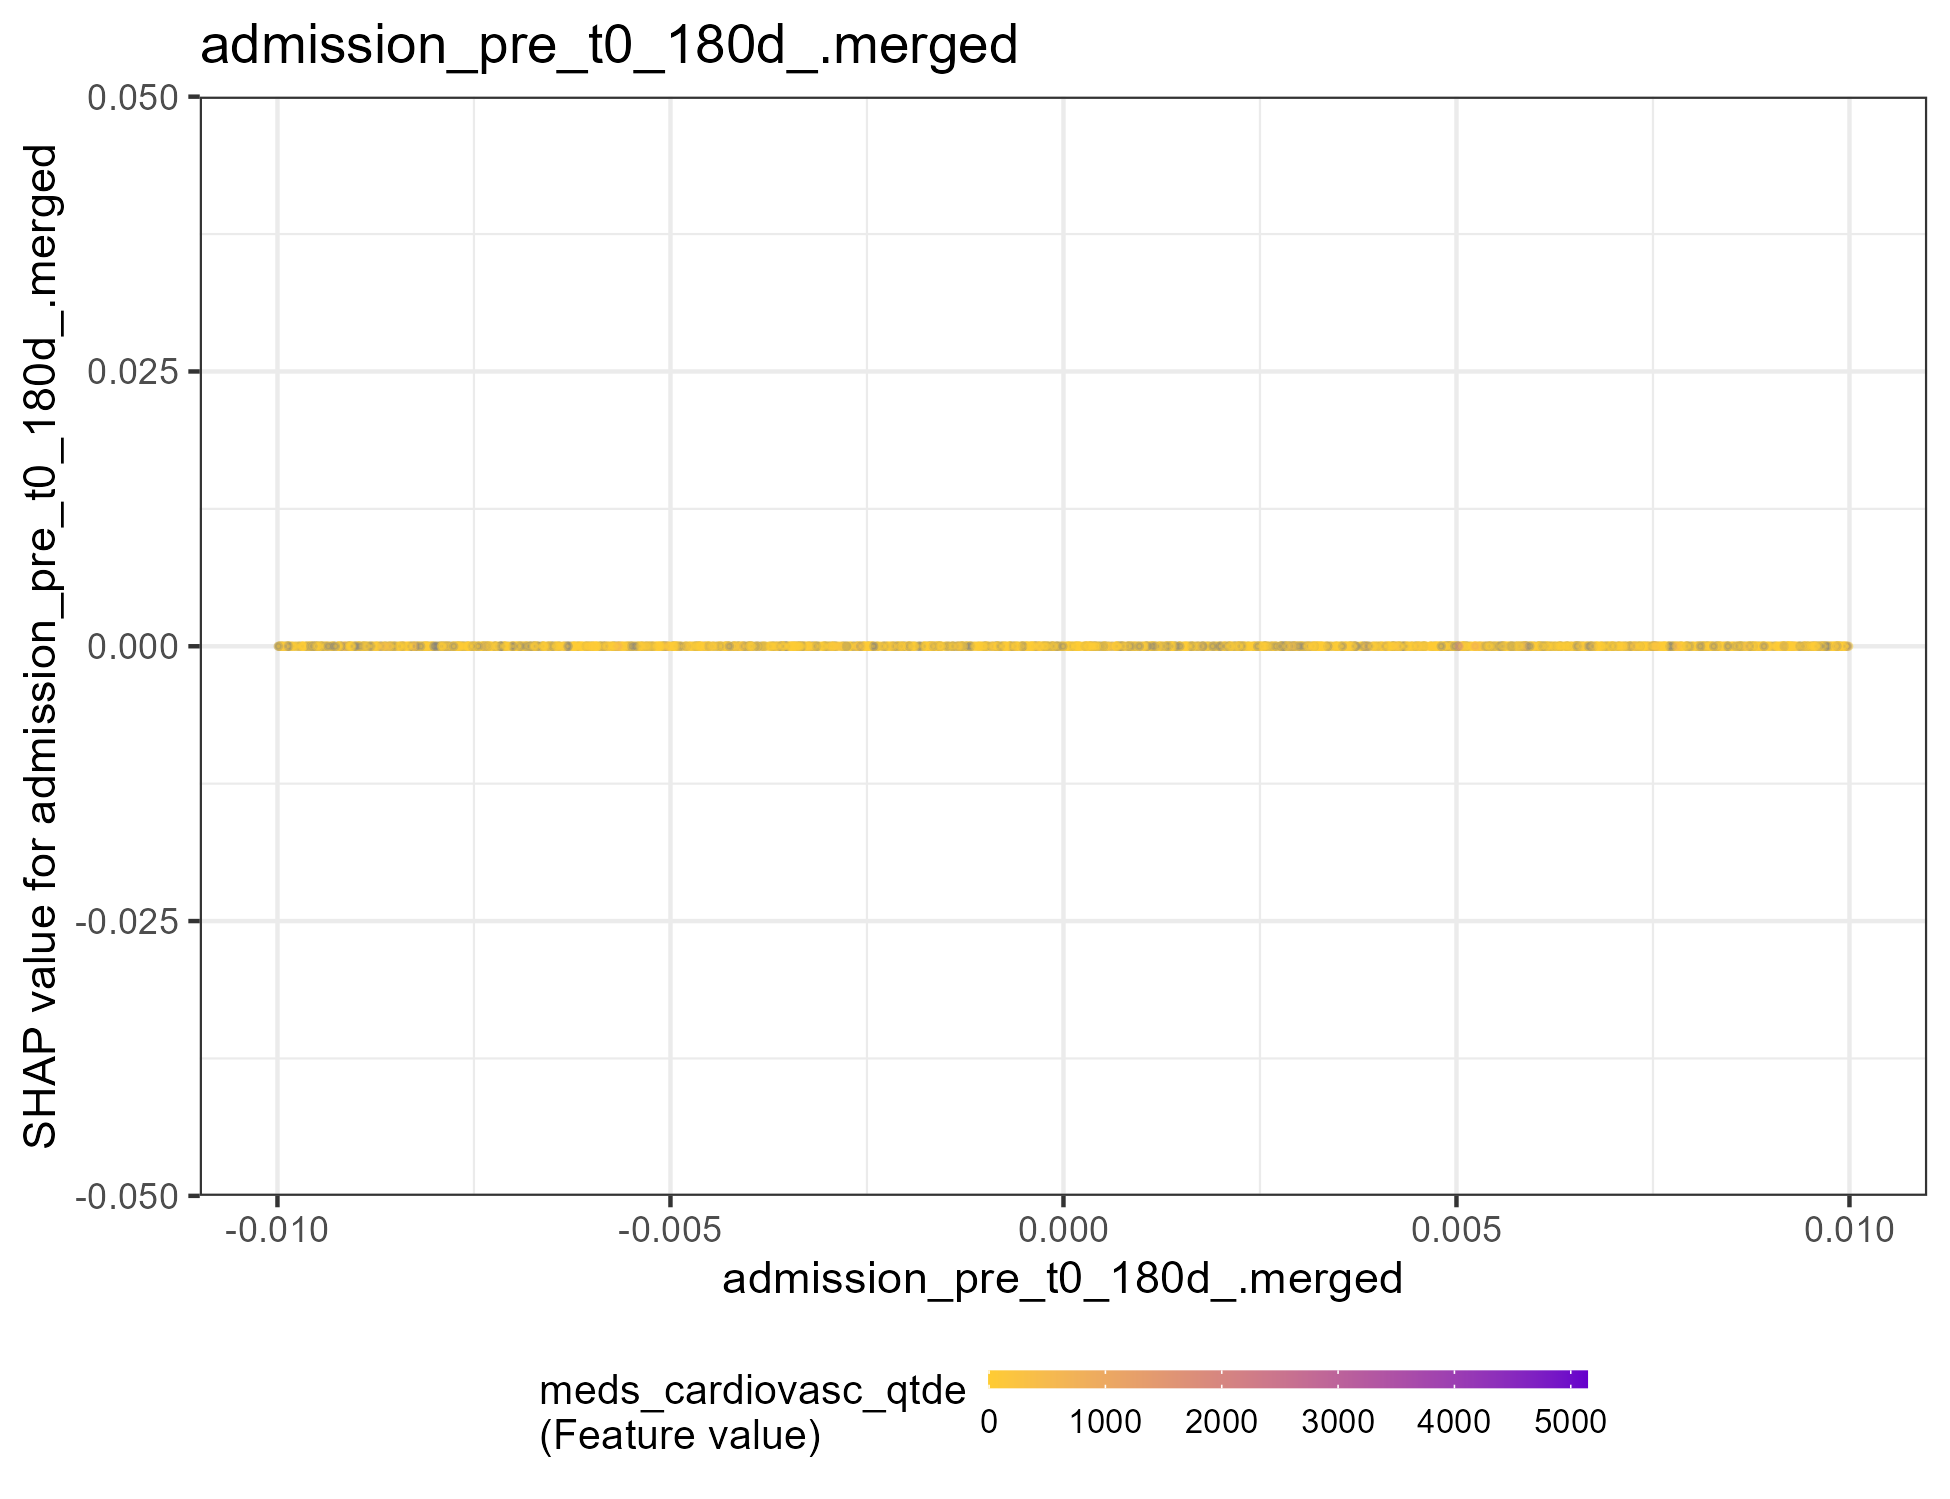 admission_pre_t0_180d_.merged
SHAP value for admission_pre_t0_180d_.merged
0.050
0.025
0.000
-0.025
-0.050
-0.010 -0.005 0.000 0.005 0.010
admission_pre_t0_180d_.merged
meds_cardiovasc_qtde
(Feature value)
0 1000 2000 3000 4000 5000